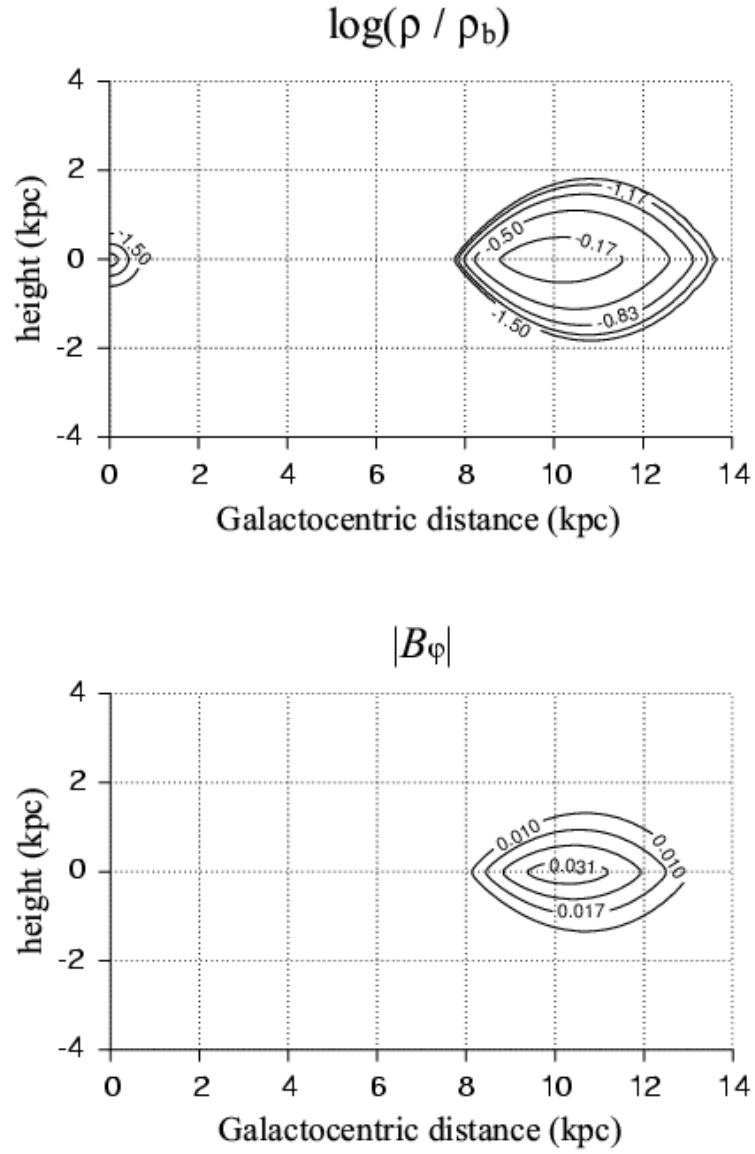 log(ρ / ρb)
4
2
0
-2
-4
height (kpc)
-1.50
-1.17
-0.50
-0.17
-0.83
-1.50
0 2 4 6 8 10 12 14
Galactocentric distance (kpc)
|Bφ|
4
2
0
-2
-4
height (kpc)
0.010
0.010
0.031
0.017
0 2 4 6 8 10 12 14
Galactocentric distance (kpc)